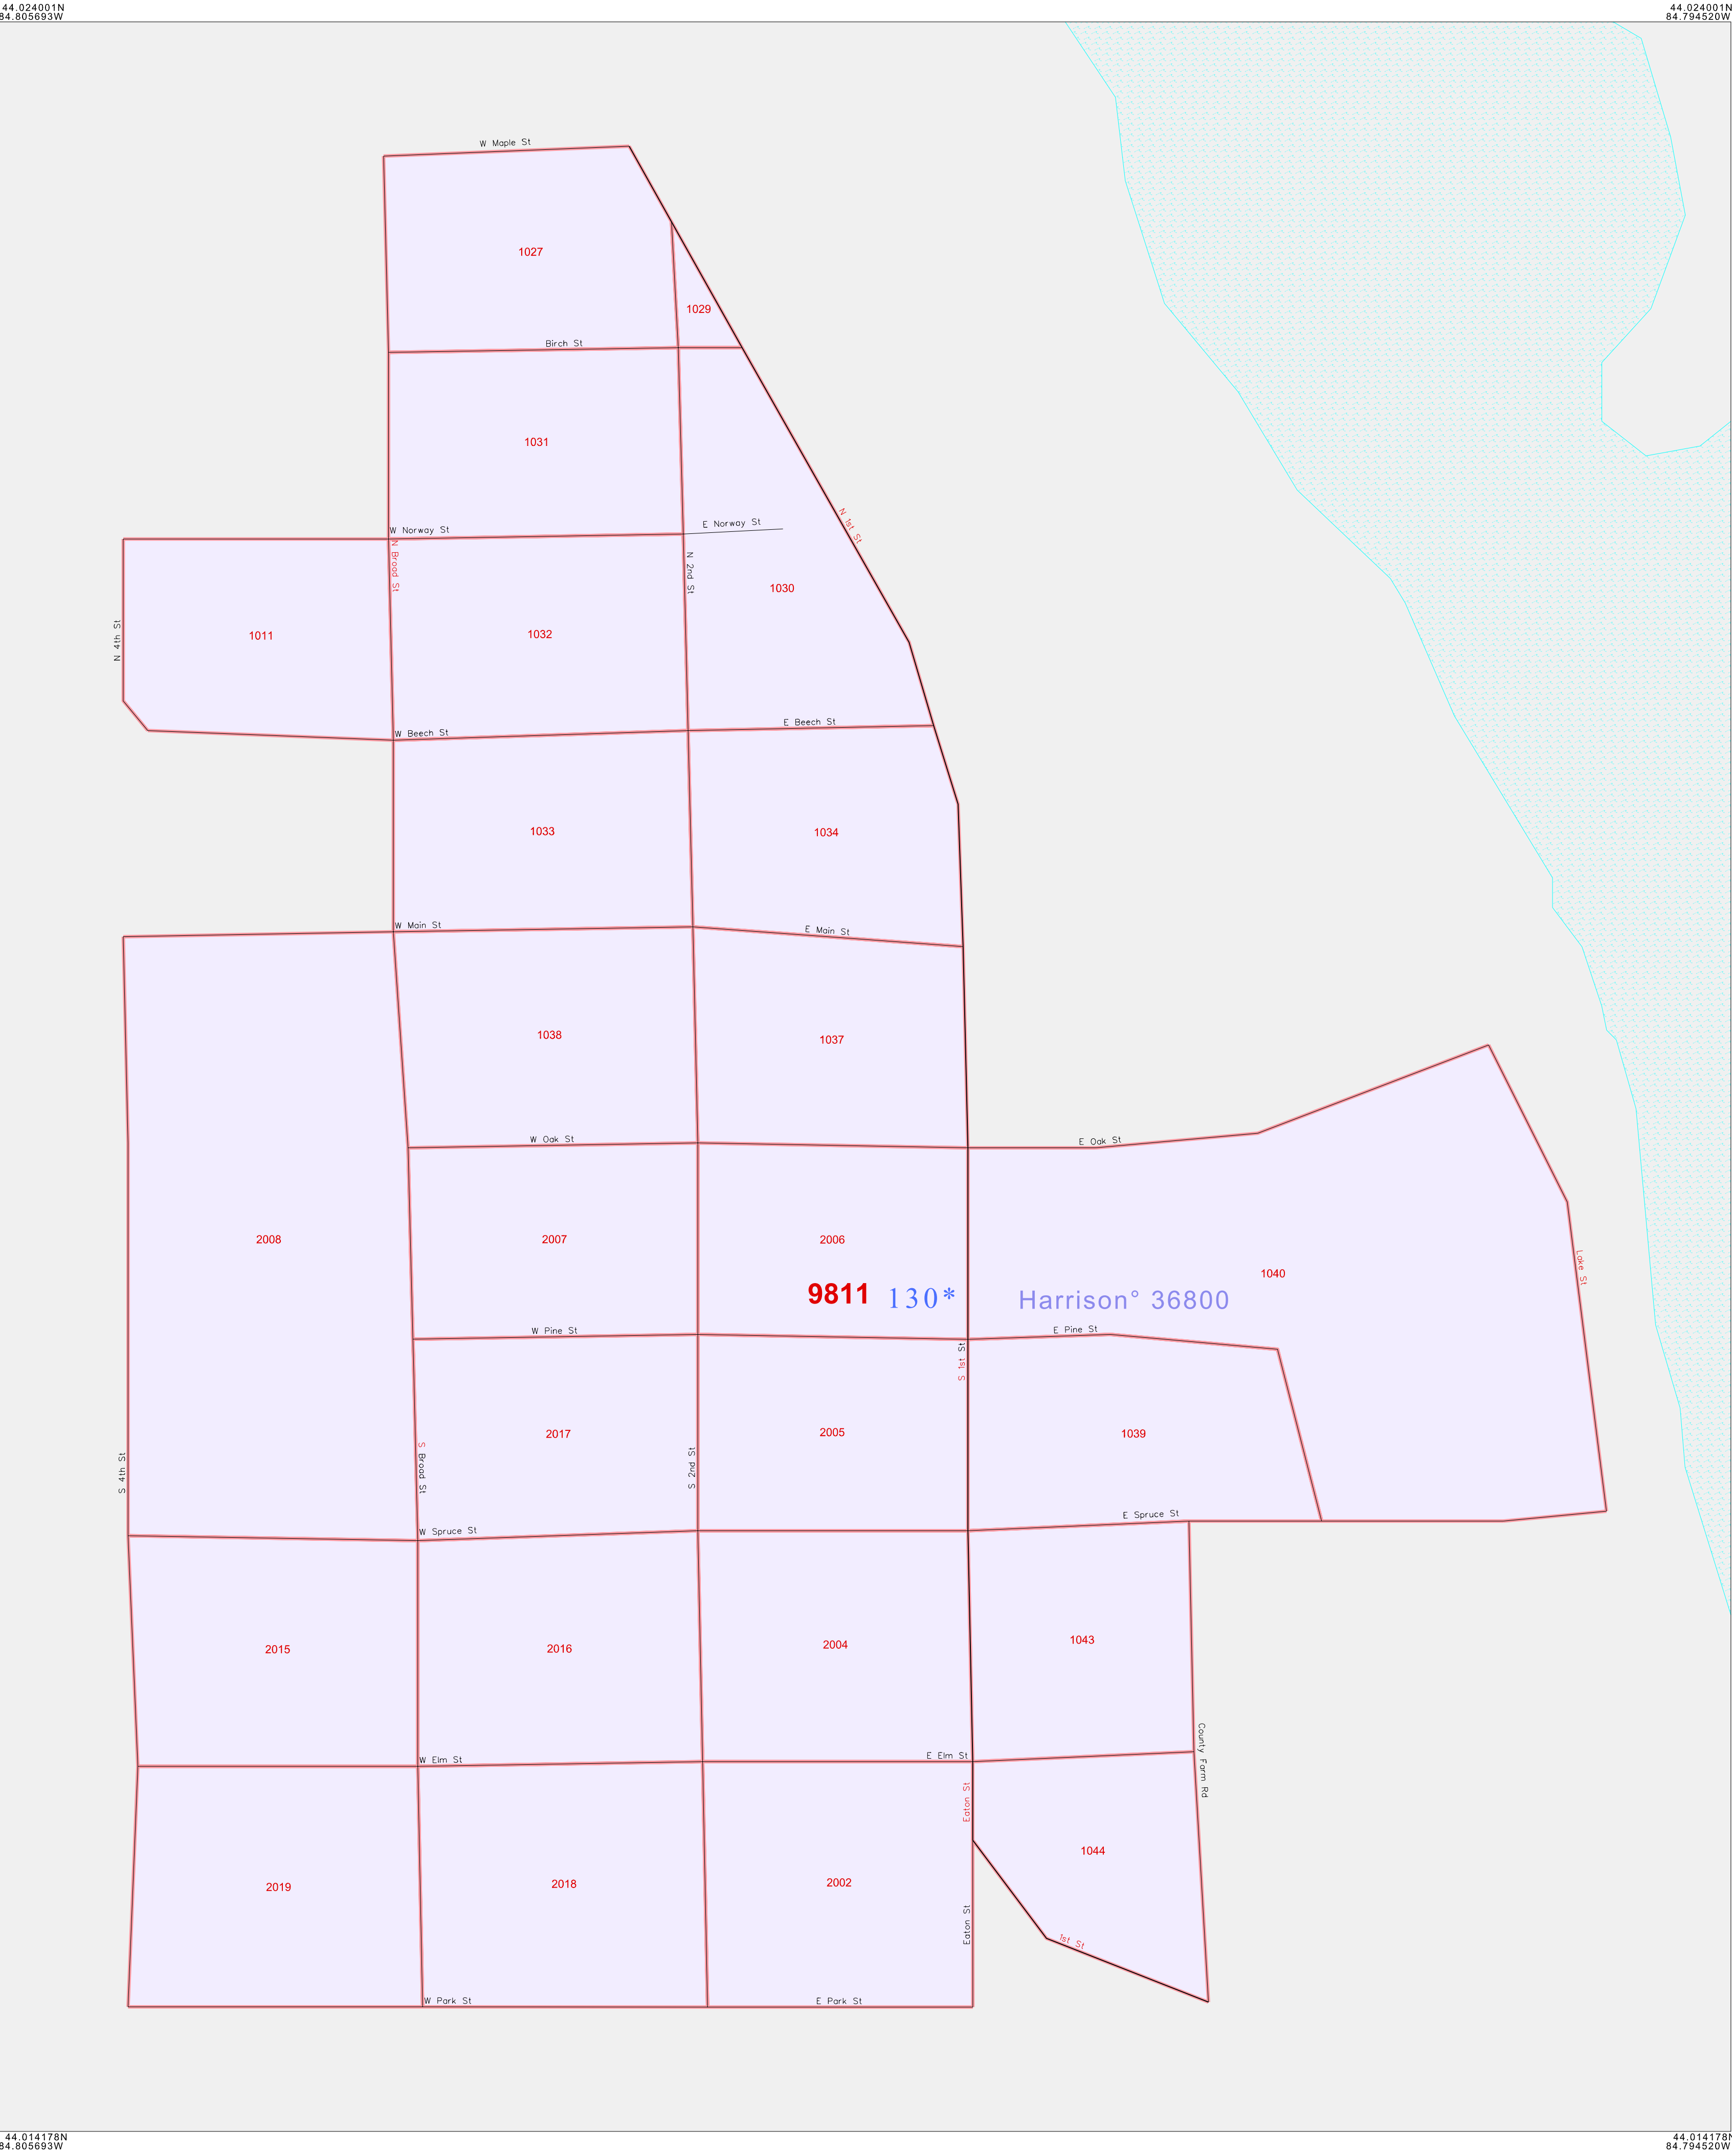 44.024001N
84.805693W
44.024001N
84.794520W
W Maple St
1027
1029
Birch St
1031
N 1st St
W Norway St
E Norway St
N Broad St
N 2nd St
1030
N 4th St
1011
1032
W Beech St
E Beech St
1033
1034
W Main St
E Main St
1038
1037
W Oak St
E Oak St
2008
2007
2006
1040
Lake St
9811
130*
Harrison° 36800
W Pine St
E Pine St
S 1st St
2017
2005
1039
S 4th St
S Broad St
S 2nd St
W Spruce St
E Spruce St
2015
2016
2004
1043
County Farm Rd
W Elm St
E Elm St
Eaton St
2019
2018
2002
1044
Eaton St
1st St
W Park St
E Park St
44.014178N
84.805693W
44.014178N
84.794520W